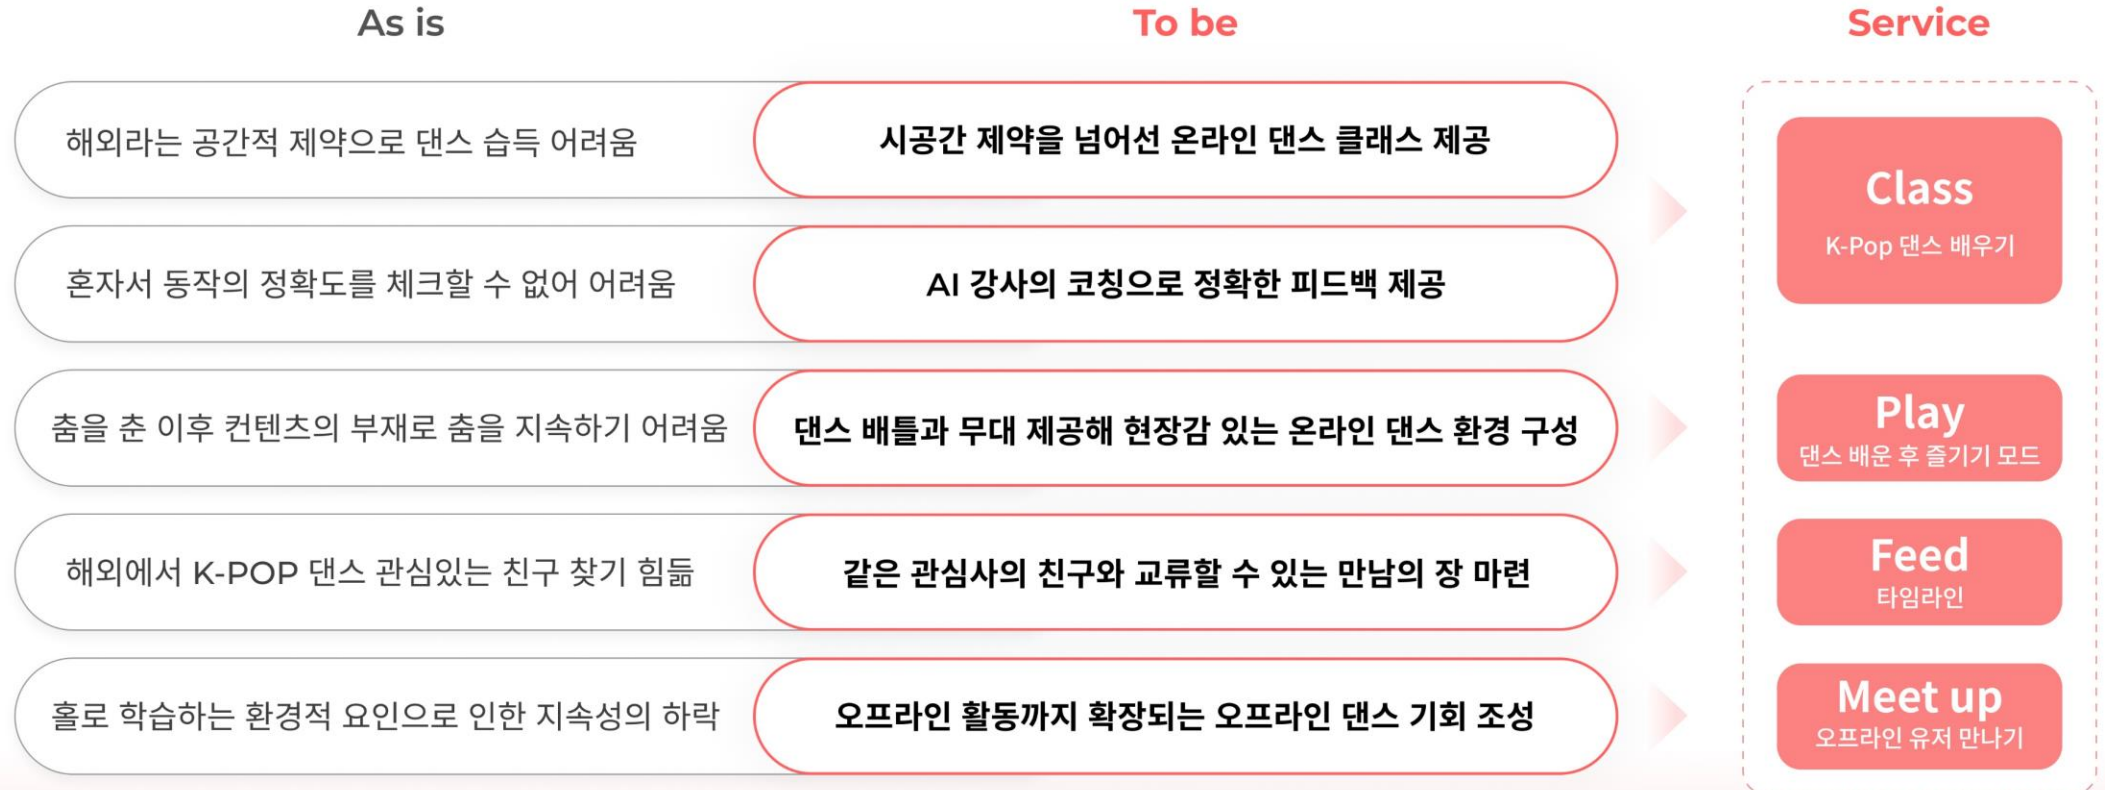 As is
To be
Service
해외라는 공간적 제약으로 댄스 습득 어려움
시공간 제약을 넘어선 온라인 댄스 클래스 제공
Class
K-Pop 댄스 배우기
혼자서 동작의 정확도를 체크할 수 없어 어려움
AI 강사의 코칭으로 정확한 피드백 제공
춤을 춘 이후 컨텐츠의 부재로 춤을 지속하기 어려움
댄스 배틀과 무대 제공해 현장감 있는 온라인 댄스 환경 구성
Play
댄스 배운 후 즐기기 모드
해외에서 K-POP 댄스 관심있는 친구 찾기 힘듦
같은 관심사의 친구와 교류할 수 있는 만남의 장 마련
Feed
타임라인
홀로 학습하는 환경적 요인으로 인한 지속성의 하락
오프라인 활동까지 확장되는 오프라인 댄스 기회 조성
Meet up
오프라인 유저 만나기